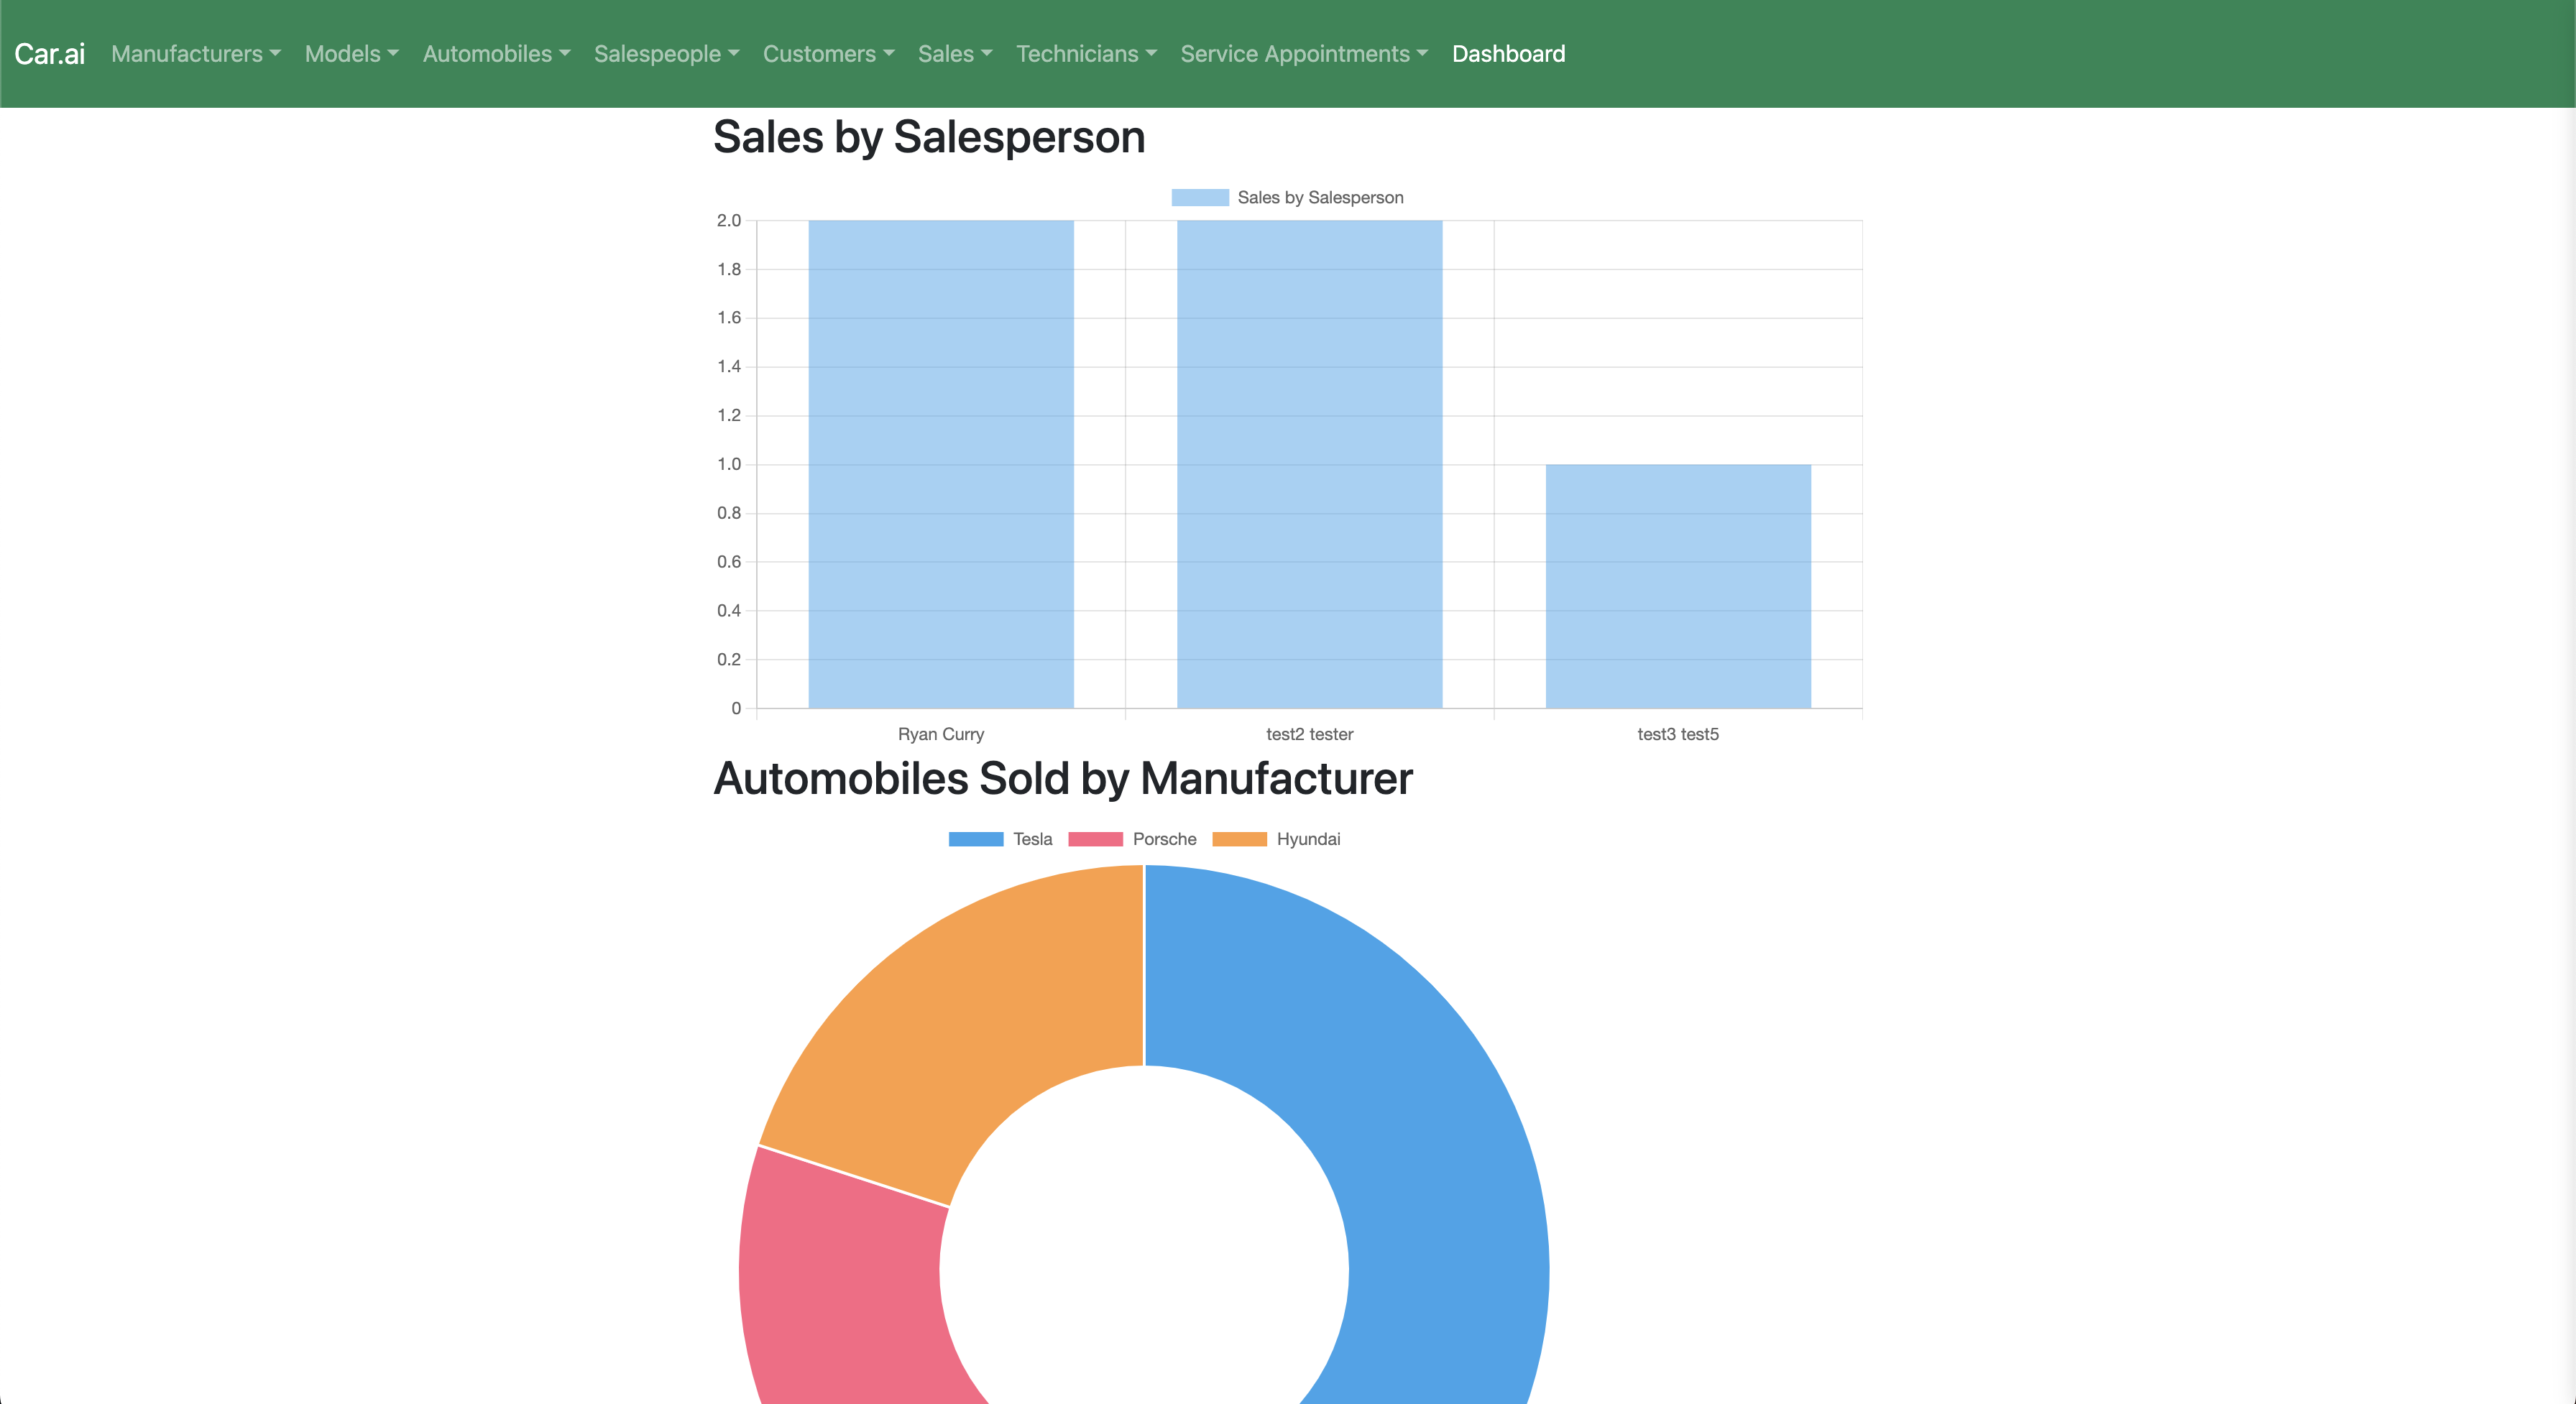 Car.ai Manufacturers Models Automobiles Salespeople Customers Sales Technicians Service Appointments Dashboard
Sales by Salesperson
Sales by Salesperson
2.0
1.8
1.6
1.4
1.2
1.0
0.8
0.6
0.4
0.2
0
Ryan Curry test2 tester test3 test5
Automobiles Sold by Manufacturer
Tesla Porsche Hyundai